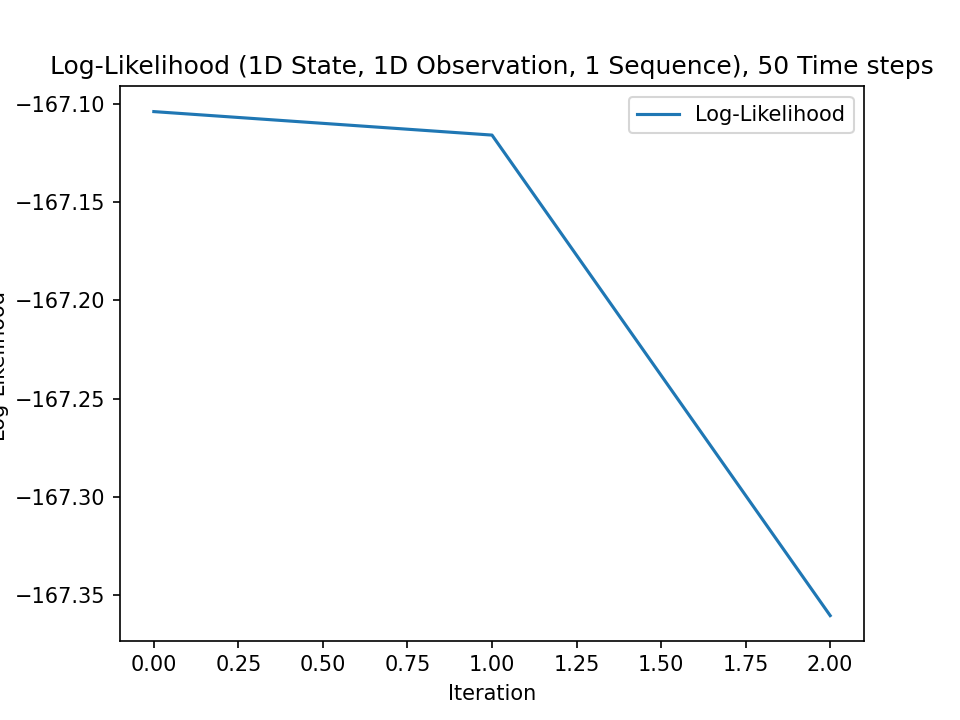 Log-Likelihood (1D State, 1D Observation, 1 Sequence), 50 Time steps
Log-Likelihood
−167.10
−167.15
−167.20
−167.25
−167.30
−167.35
Log-Likelihood
0.00 0.25 0.50 0.75 1.00 1.25 1.50 1.75 2.00
Iteration